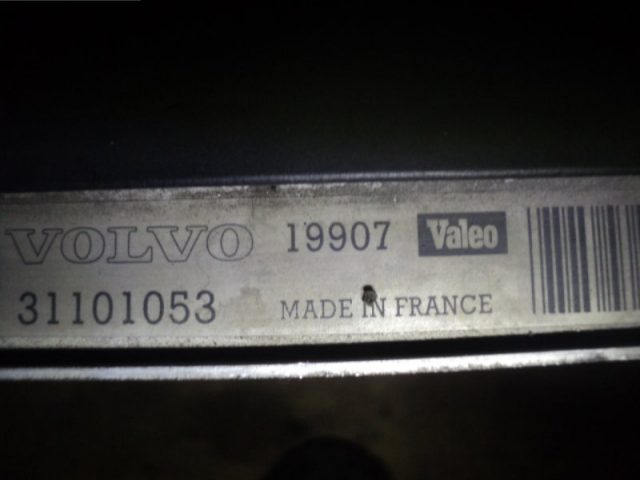 VOLVO 19907 Valeo
31101053 MADE IN FRANCE